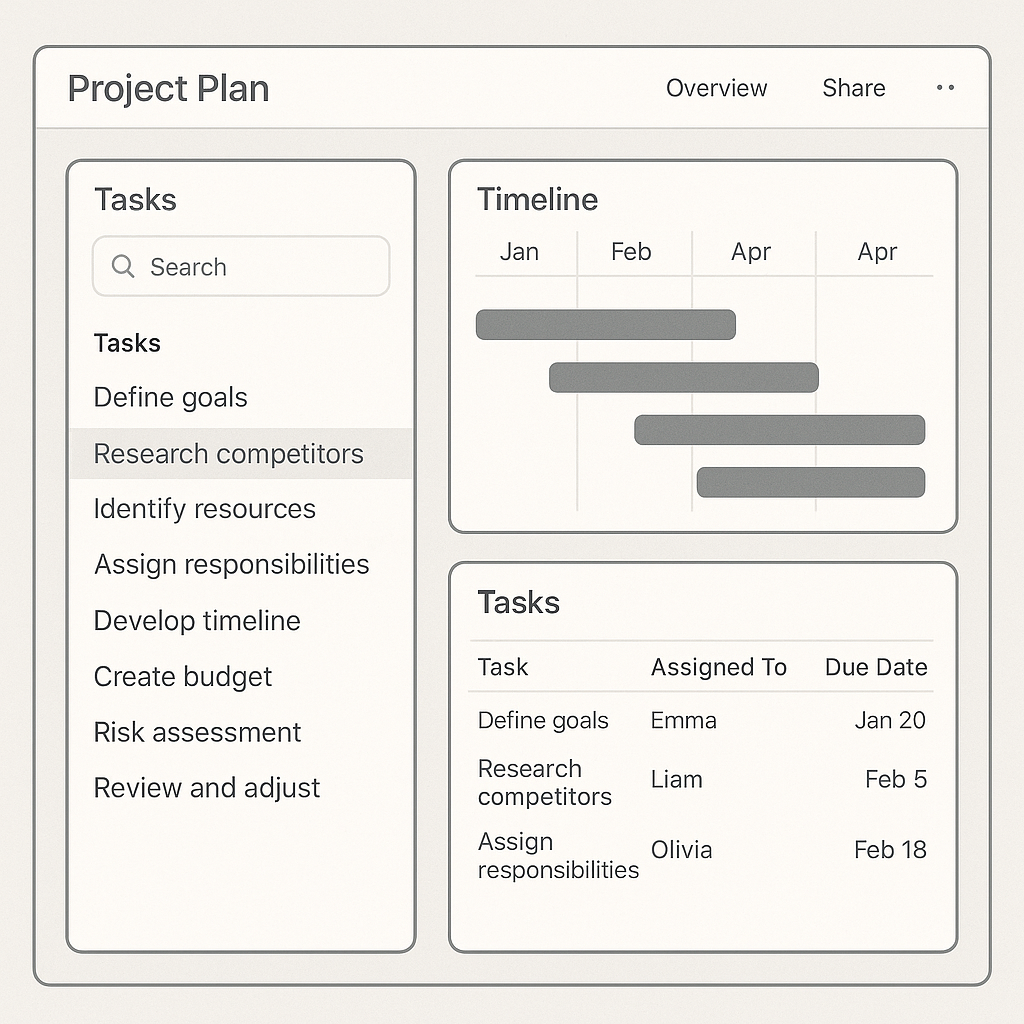 Project Plan
Overview
Share
Tasks
Search
Tasks
Define goals
Research competitors
Identify resources
Assign responsibilities
Develop timeline
Create budget
Risk assessment
Review and adjust
Timeline
Jan Feb Apr Apr
Tasks
Task Assigned To Due Date
Define goals Emma Jan 20
Research
competitors Liam Feb 5
Assign
responsibilities Olivia Feb 18